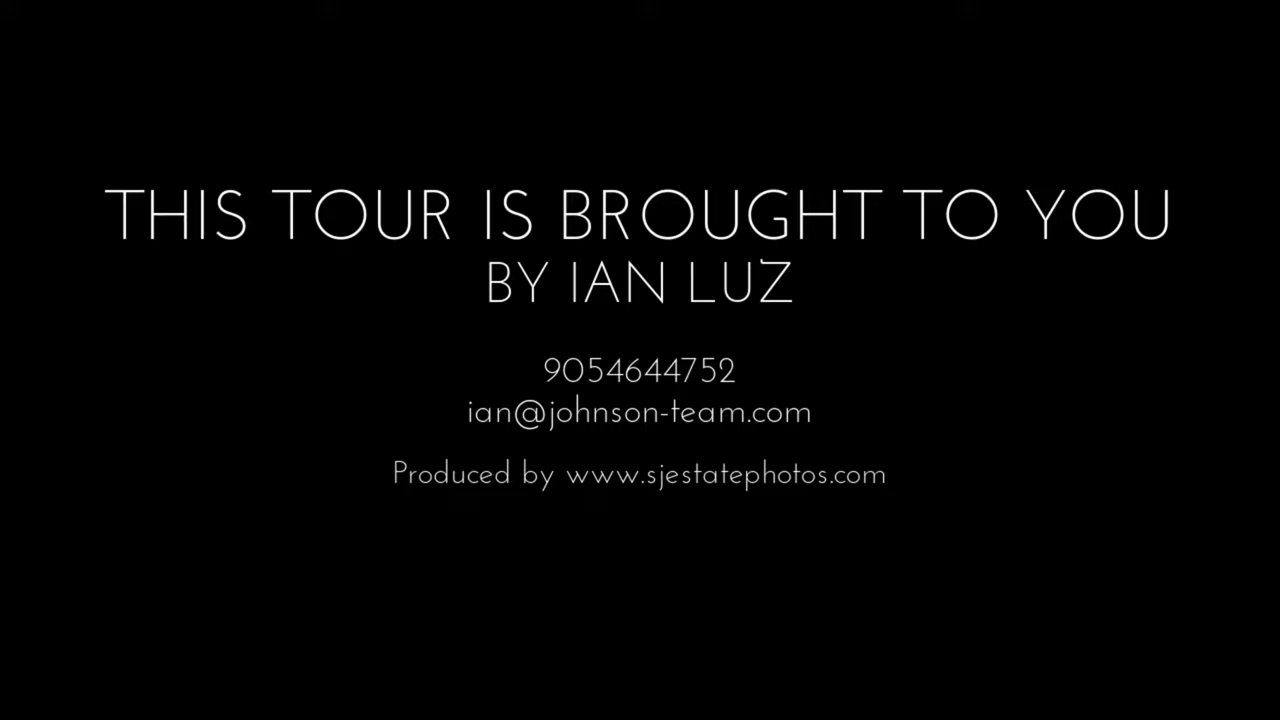 THIS TOUR IS BROUGHT TO YOU
BY IAN LUZ
9054644752
ian@johnson-team.com
Produced by www.sjestatephotos.com